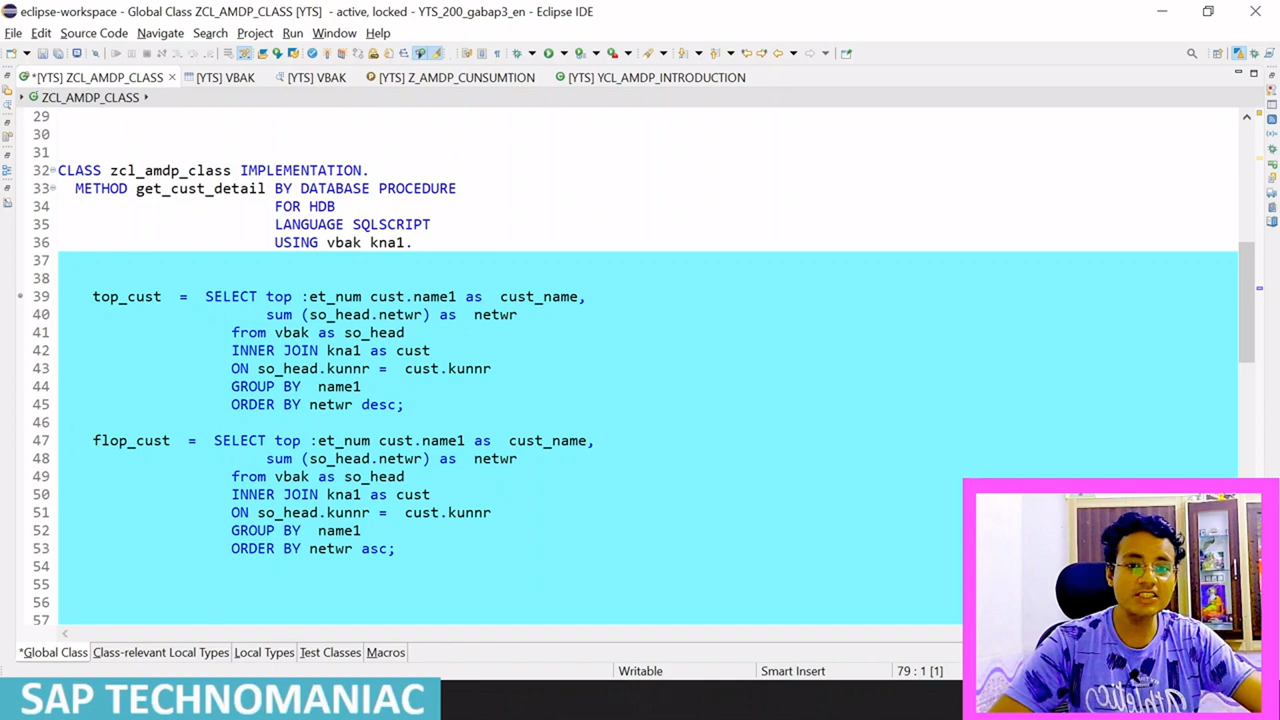 eclipse-workspace - Global Class ZCL_AMDP_CLASS [YTS] - active, locked - YTS_200_gabap3_en - Eclipse IDE
File Edit Source Code Navigate Search Project Run Window Help
*[YTS] ZCL_AMDP_CLASS [YTS] VBAK [YTS] VBAK [YTS] Z_AMDP_CUNSUMTION [YTS] YCL_AMDP_INTRODUCTION
ZCL_AMDP_CLASS
29
30
31
32 CLASS zcl_amdp_class IMPLEMENTATION.
33 METHOD get_cust_detail BY DATABASE PROCEDURE
34 FOR HDB
35 LANGUAGE SQLSCRIPT
36 USING vbak kna1.
37
38
39 top_cust = SELECT top :et_num cust.name1 as cust_name,
40 sum (so_head.netwr) as netwr
41 from vbak as so_head
42 INNER JOIN kna1 as cust
43 ON so_head.kunnr = cust.kunnr
44 GROUP BY name1
45 ORDER BY netwr desc;
46
47 flop_cust = SELECT top :et_num cust.name1 as cust_name,
48 sum (so_head.netwr) as netwr
49 from vbak as so_head
50 INNER JOIN kna1 as cust
51 ON so_head.kunnr = cust.kunnr
52 GROUP BY name1
53 ORDER BY netwr asc;
54
55
56
57
*Global Class Class-relevant Local Types Local Types Test Classes Macros
Writable Smart Insert 79 : 1 [1]
SAP TECHNOMANIAC